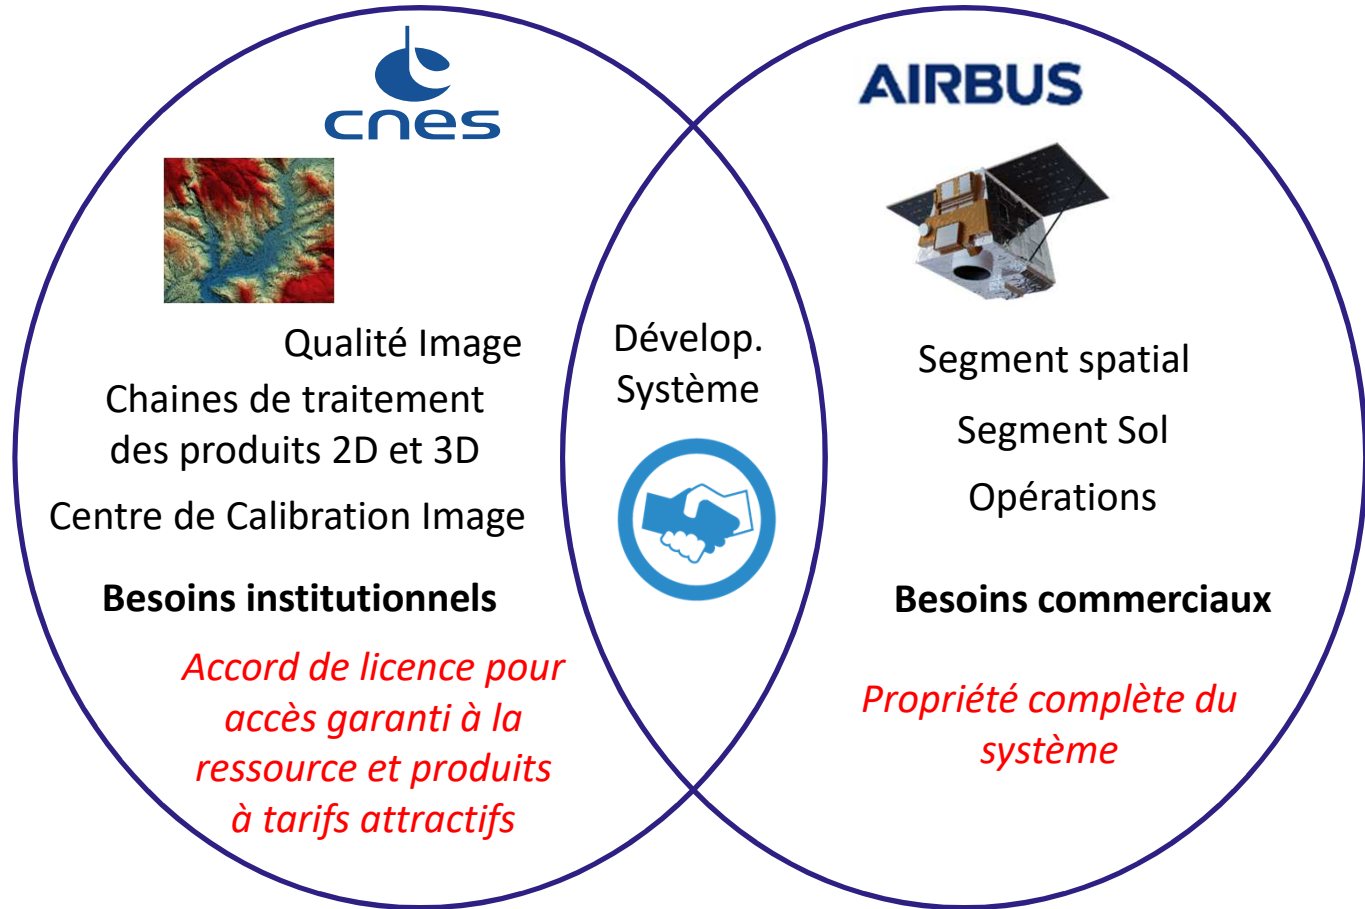 cnes
Qualité Image
Chaines de traitement
des produits 2D et 3D
Centre de Calibration Image
Besoins institutionnels
Accord de licence pour
accès garanti à la
ressource et produits
à tarifs attractifs
Dévelop.
Système
AIRBUS
Segment spatial
Segment Sol
Opérations
Besoins commerciaux
Propriété complète du
système